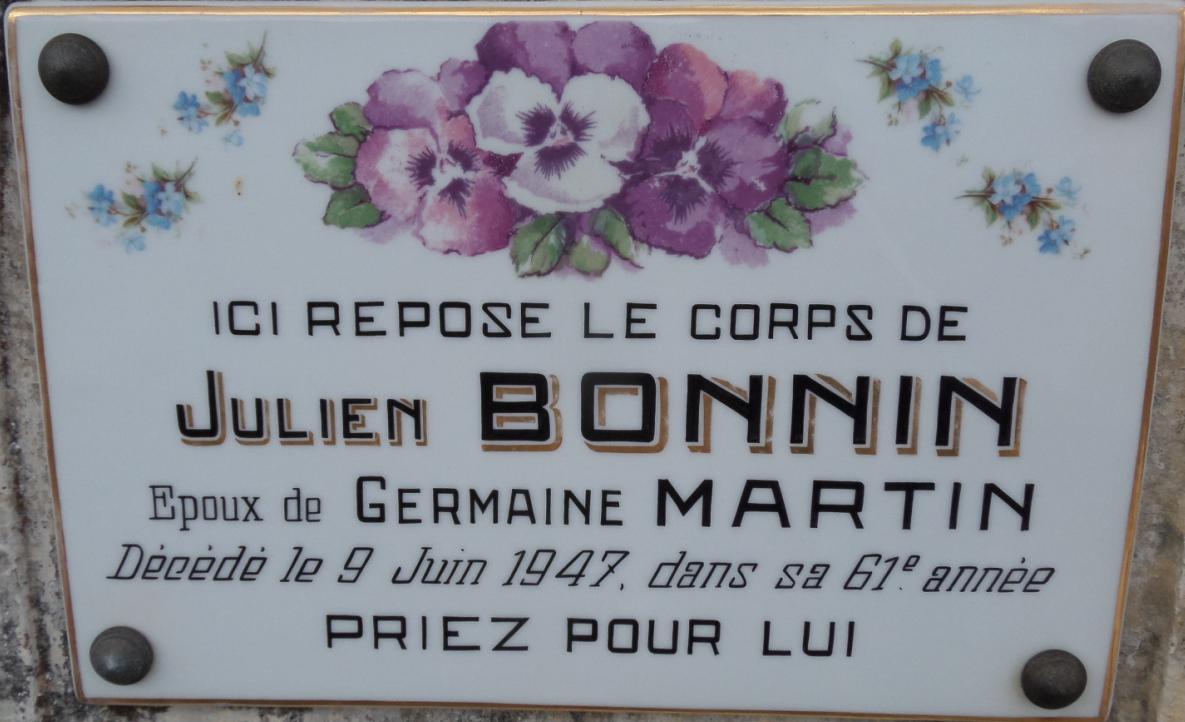 ICI REPOSE LE CORPS DE
JULIEN BONNIN
Epoux de GERMAINE MARTIN
Décédé le 9 Juin 1947, dans sa 61e année
PRIEZ POUR LUI